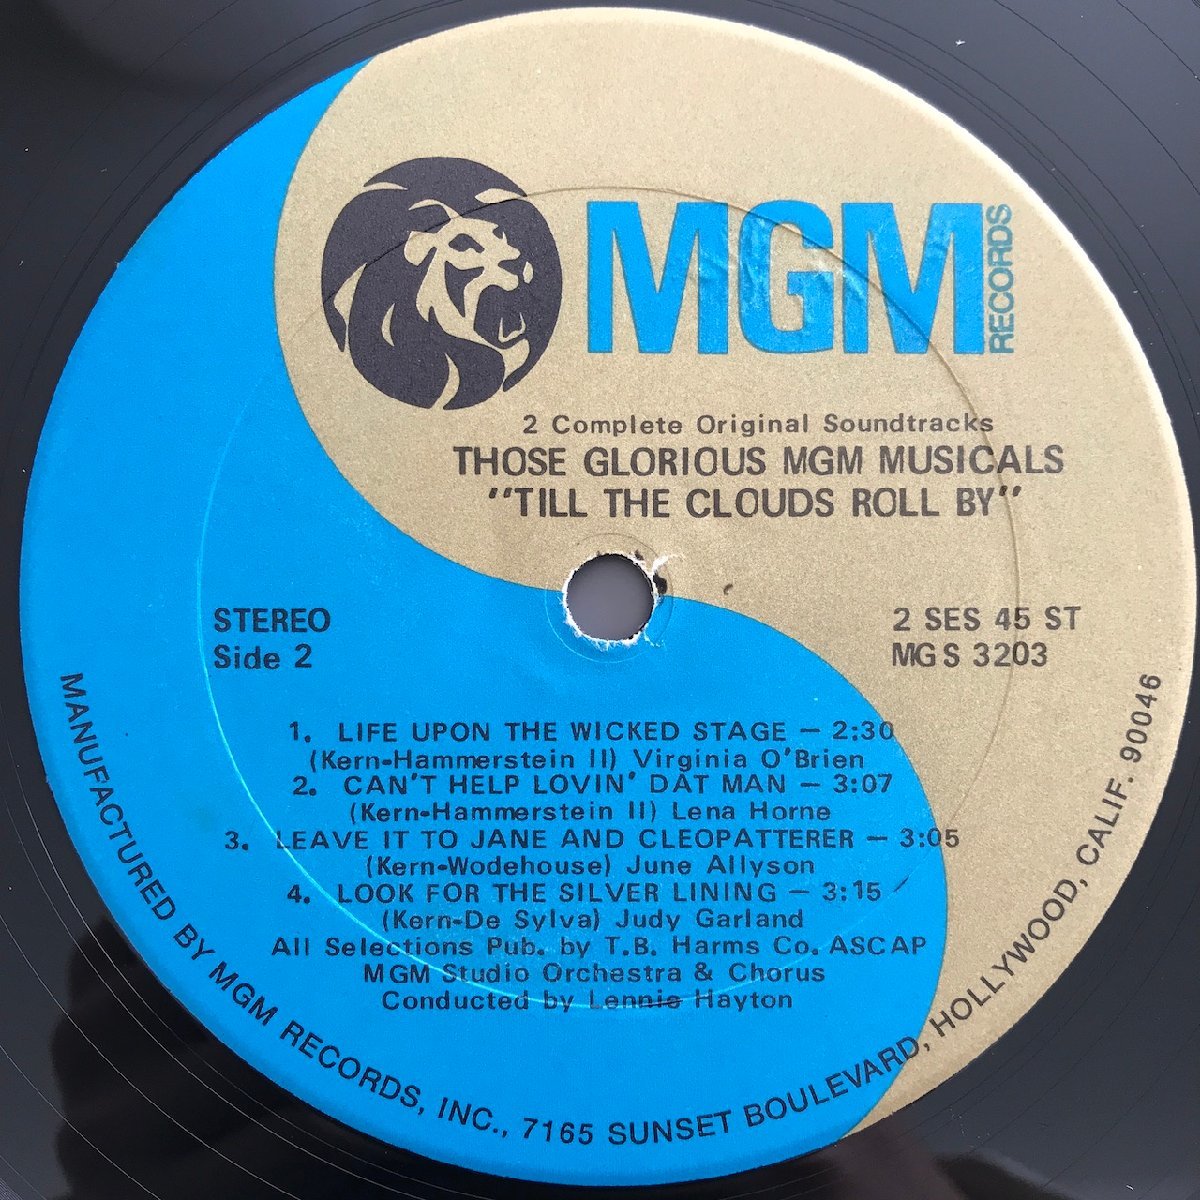 MGM
RECORDS
2 Complete Original Soundtracks
THOSE GLORIOUS MGM MUSICALS
"TILL THE CLOUDS ROLL BY"
STEREO
Side 2
2 SES 45 ST
MGS 3203
1. LIFE UPON THE WICKED STAGE — 2:30
(Kern-Hammerstein II) Virginia O'Brien
2. CAN'T HELP LOVIN' DAT MAN — 3:07
(Kern-Hammerstein II) Lena Horne
3. LEAVE IT TO JANE AND CLEOPATTERER — 3:05
(Kern-Wodehouse) June Allyson
4. LOOK FOR THE SILVER LINING — 3:15
(Kern-De Sylva) Judy Garland
All Selections Pub. by T.B. Harms Co. ASCAP
MGM Studio Orchestra & Chorus
Conducted by Lennie Hayton
MANUFACTURED BY MGM RECORDS, INC., 7165 SUNSET BOULEVARD, HOLLYWOOD, CALIF. 90046